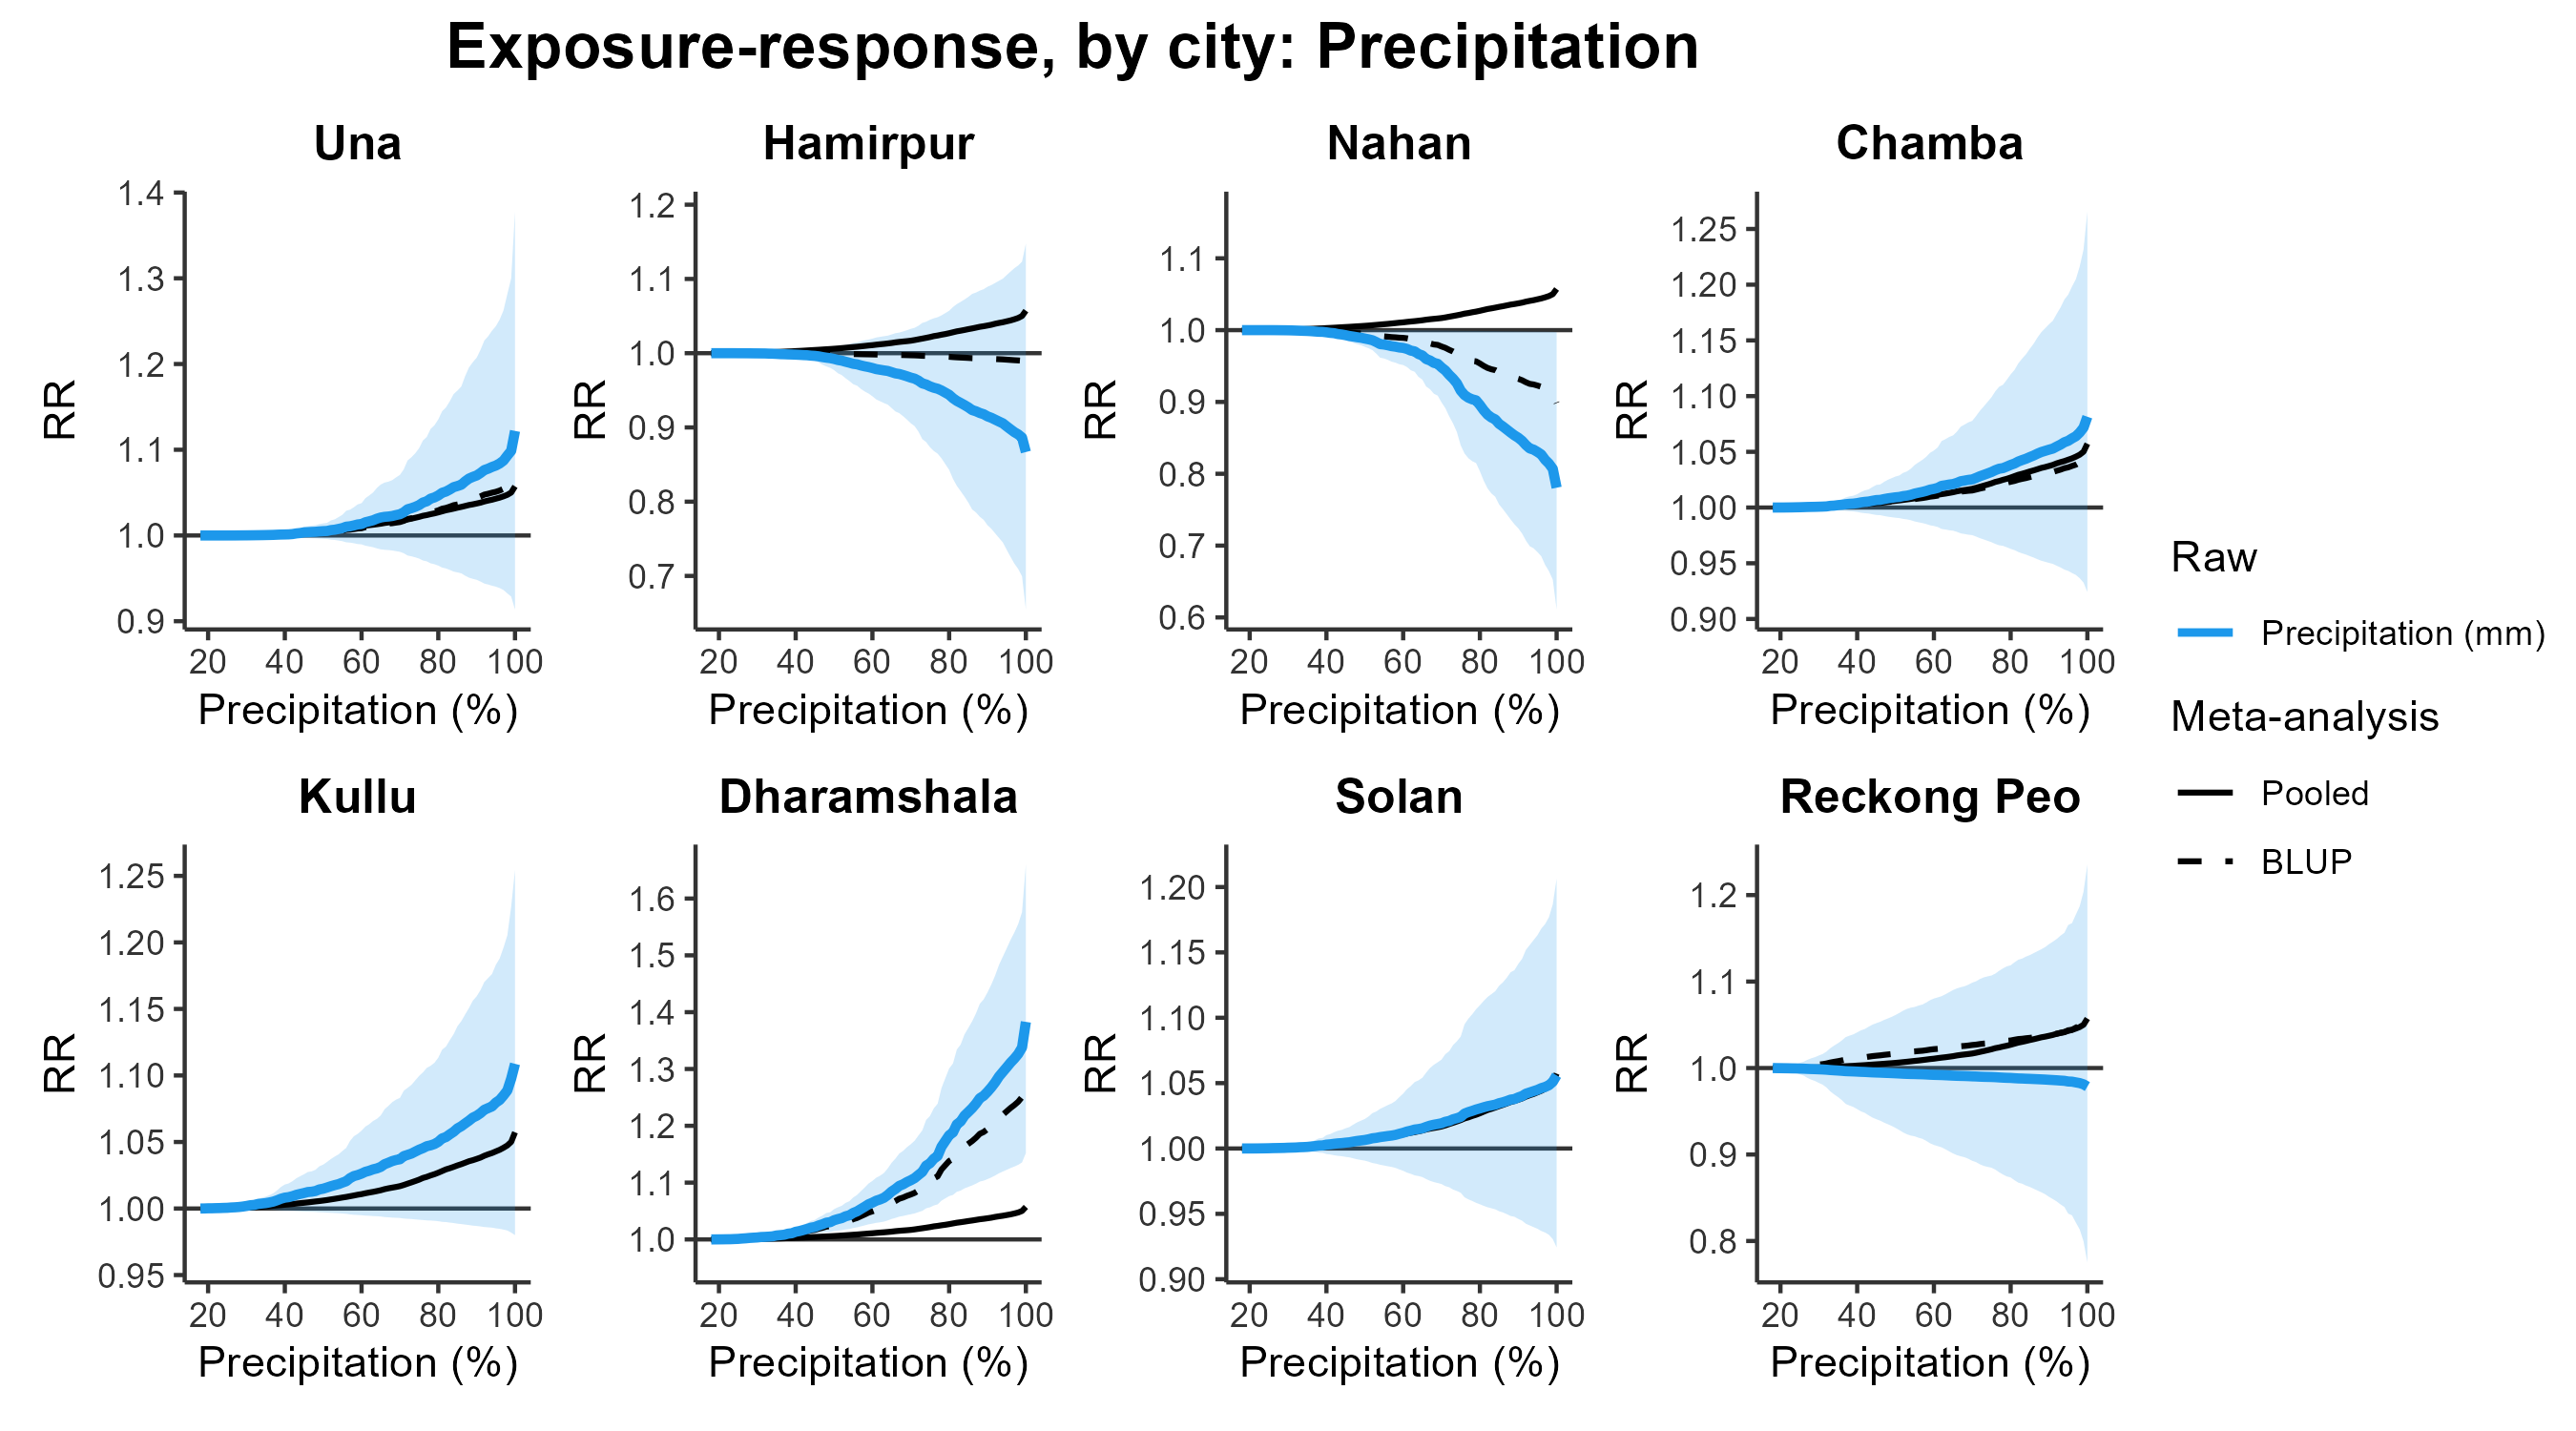 Exposure-response, by city: Precipitation
Una
Hamirpur
Nahan
Chamba
1.4
1.3
1.2
1.1
1.0
0.9
RR
20 40 60 80 100
Precipitation (%)
1.2
1.1
1.0
0.9
0.8
0.7
RR
20 40 60 80 100
Precipitation (%)
1.1
1.0
0.9
0.8
0.7
0.6
RR
20 40 60 80 100
Precipitation (%)
1.25
1.20
1.15
1.10
1.05
1.00
0.95
0.90
RR
20 40 60 80 100
Precipitation (%)
Kullu
Dharamshala
Solan
Reckong Peo
1.25
1.20
1.15
1.10
1.05
1.00
0.95
RR
20 40 60 80 100
Precipitation (%)
1.6
1.5
1.4
1.3
1.2
1.1
1.0
RR
20 40 60 80 100
Precipitation (%)
1.20
1.15
1.10
1.05
1.00
0.95
0.90
RR
20 40 60 80 100
Precipitation (%)
1.2
1.1
1.0
0.9
0.8
RR
20 40 60 80 100
Precipitation (%)
Raw
Precipitation (mm)
Meta-analysis
Pooled
BLUP